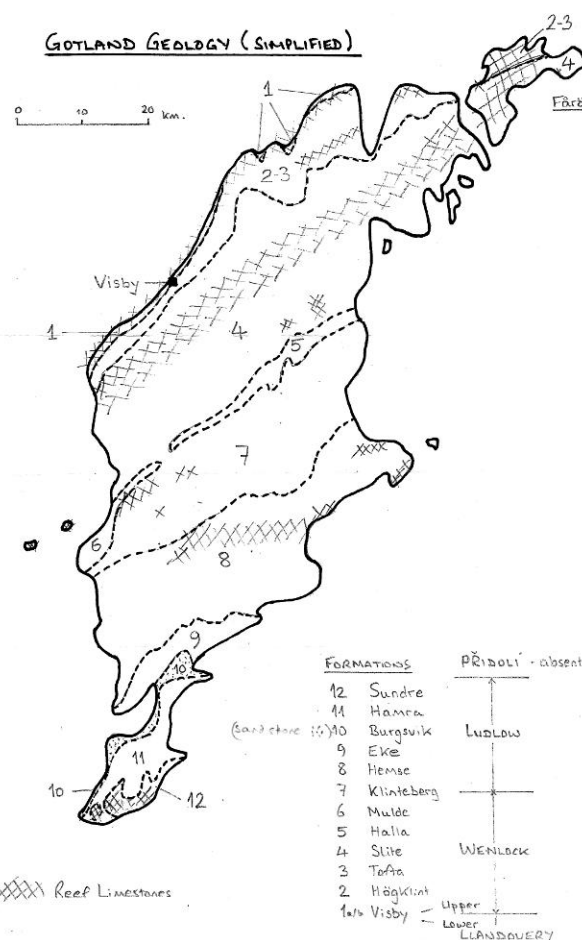 GOTLAND GEOLOGY (SIMPLIFIED)
0 10 20 km.
1
2-3
2-3
4
Fårö
Visby
1
4
5
7
6
8
9
10
11
10
12
FORMATIONS
PŘIDOLÍ - absent
12 Sundre
11 Hamra
(Sandstone) 10 Burgsvik
LUDLOW
9 Eke
8 Hemse
7 Klinteberg
6 Mulde
5 Halla
4 Slite
WENLOCK
3 Tofta
2 Högklint
1a/b Visby - Upper
- Lower
LLANDOVERY
Reef Limestones